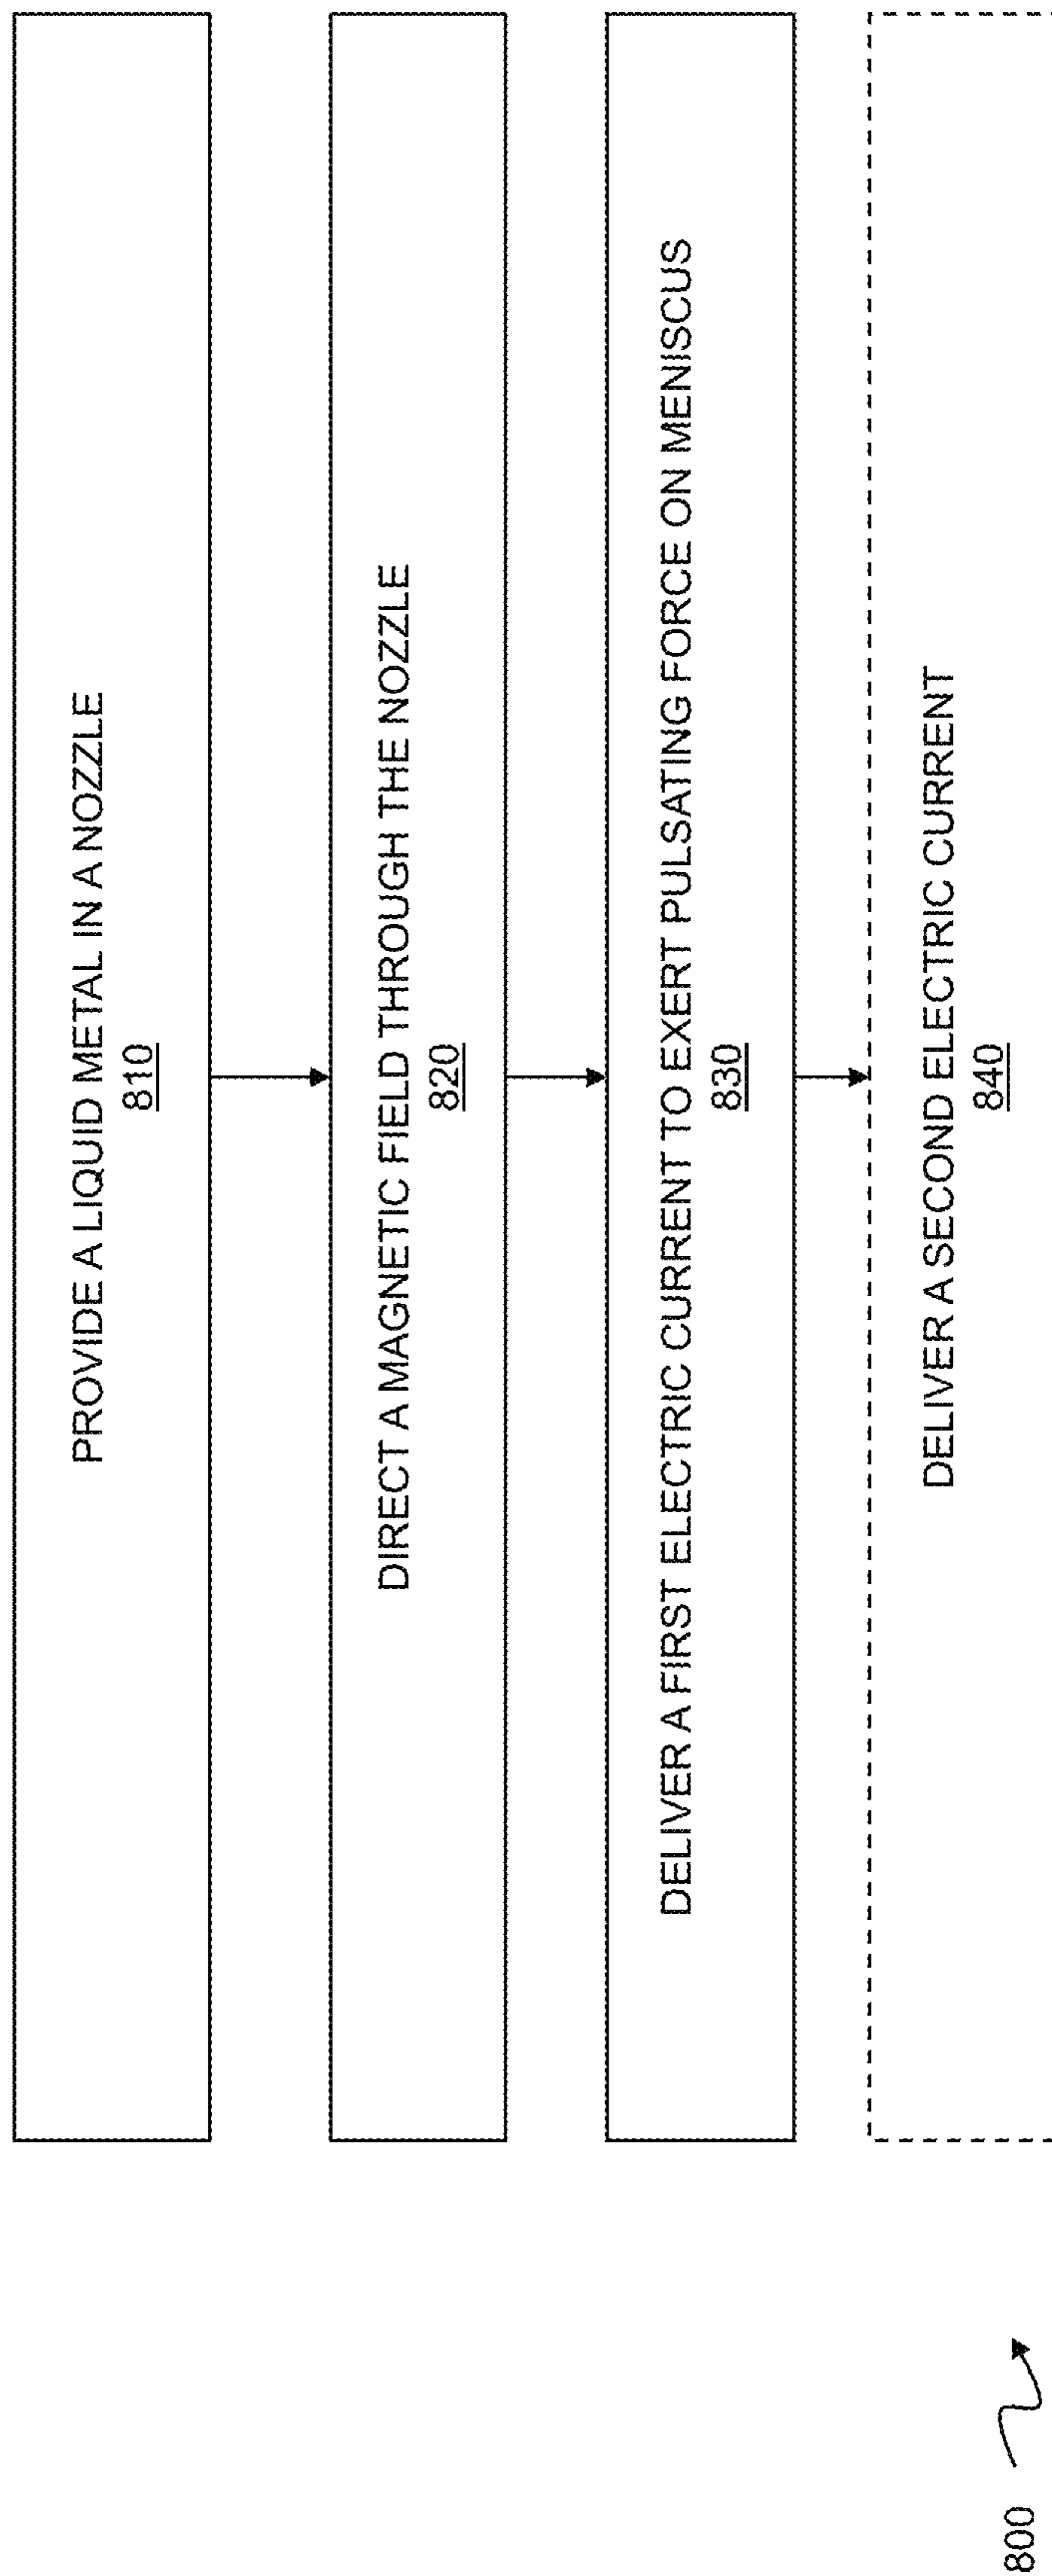 PROVIDE A LIQUID METAL IN A NOZZLE
810
DIRECT A MAGNETIC FIELD THROUGH THE NOZZLE
820
DELIVER A FIRST ELECTRIC CURRENT TO EXERT PULSATING FORCE ON MENISCUS
830
DELIVER A SECOND ELECTRIC CURRENT
840
800